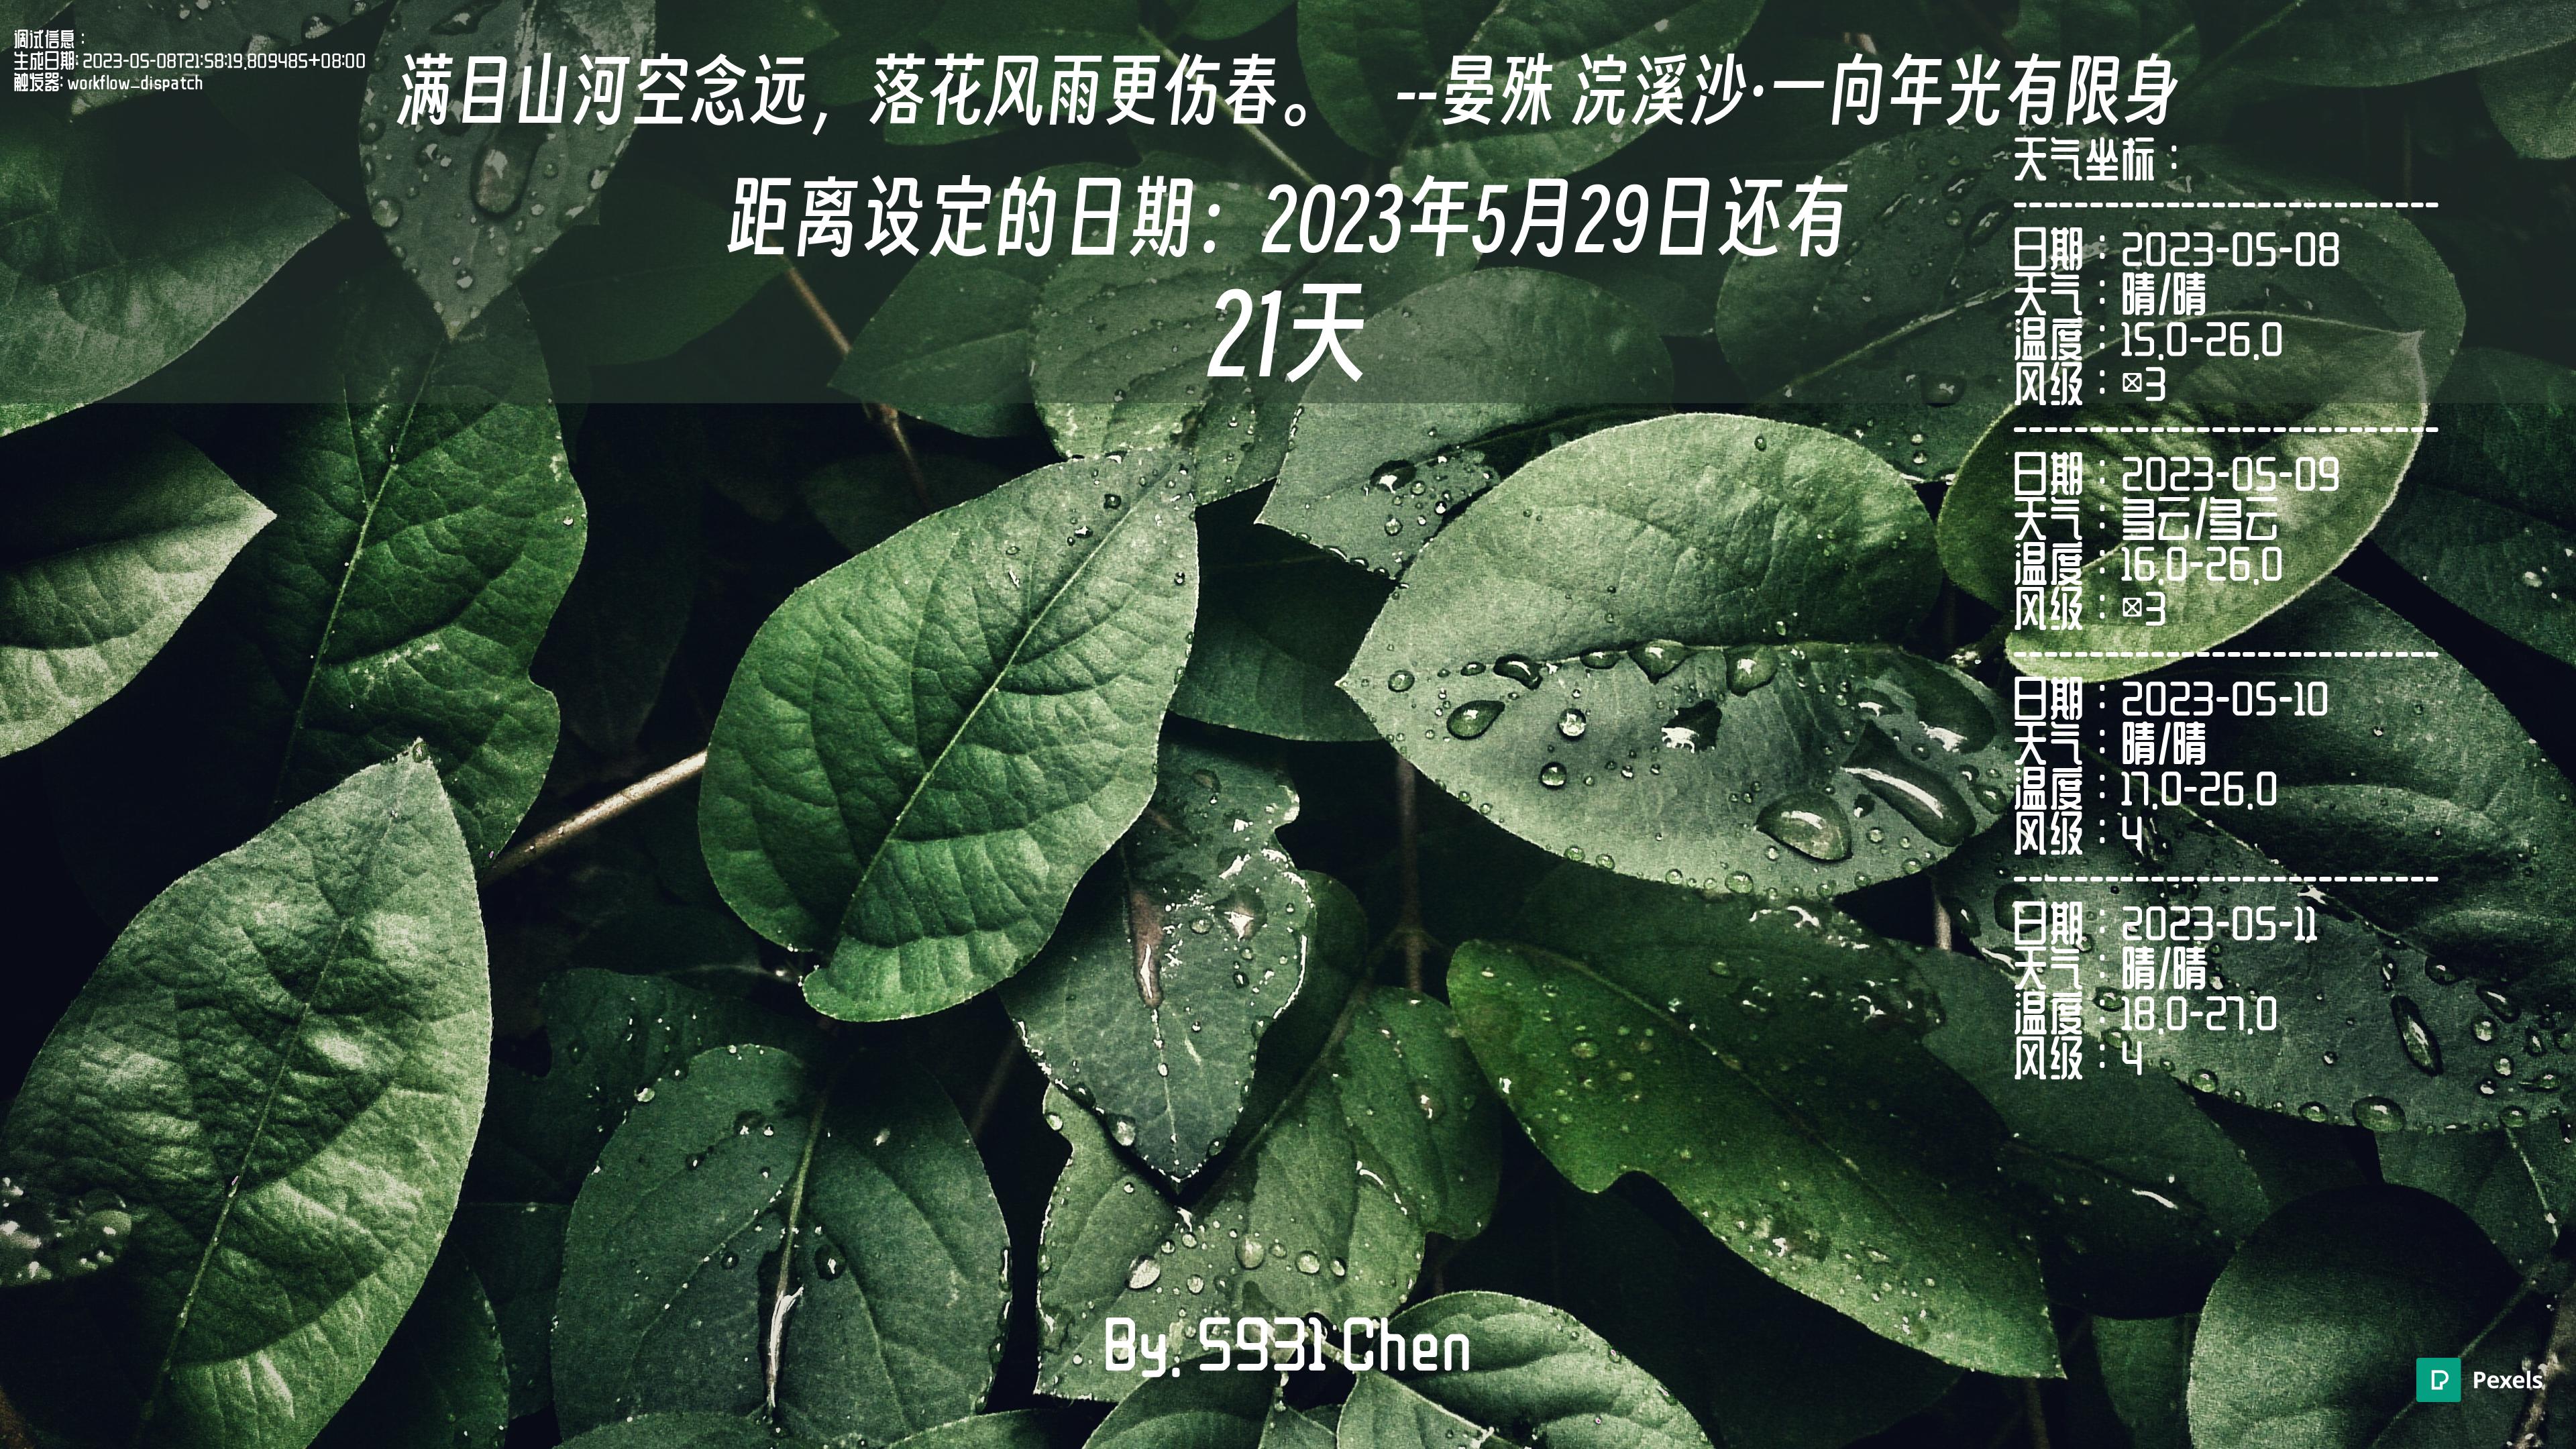 调试信息：
生成日期: 2023-05-08T21:58:19.809485+08:00
触发器: workflow_dispatch
满目山河空念远，落花风雨更伤春。 --晏殊 浣溪沙·一向年光有限身
距离设定的日期：2023年5月29日还有
21天
天气坐标：
------------------------------
日期：2023-05-08
天气：晴/晴
温度：15.0-26.0
风级：☒3
------------------------------
日期：2023-05-09
天气：多云/多云
温度：16.0-26.0
风级：☒3
------------------------------
日期：2023-05-10
天气：晴/晴
温度：17.0-26.0
风级：4
------------------------------
日期：2023-05-11
天气：晴/晴
温度：18.0-27.0
风级：4
By: S931 Chen
Pexels